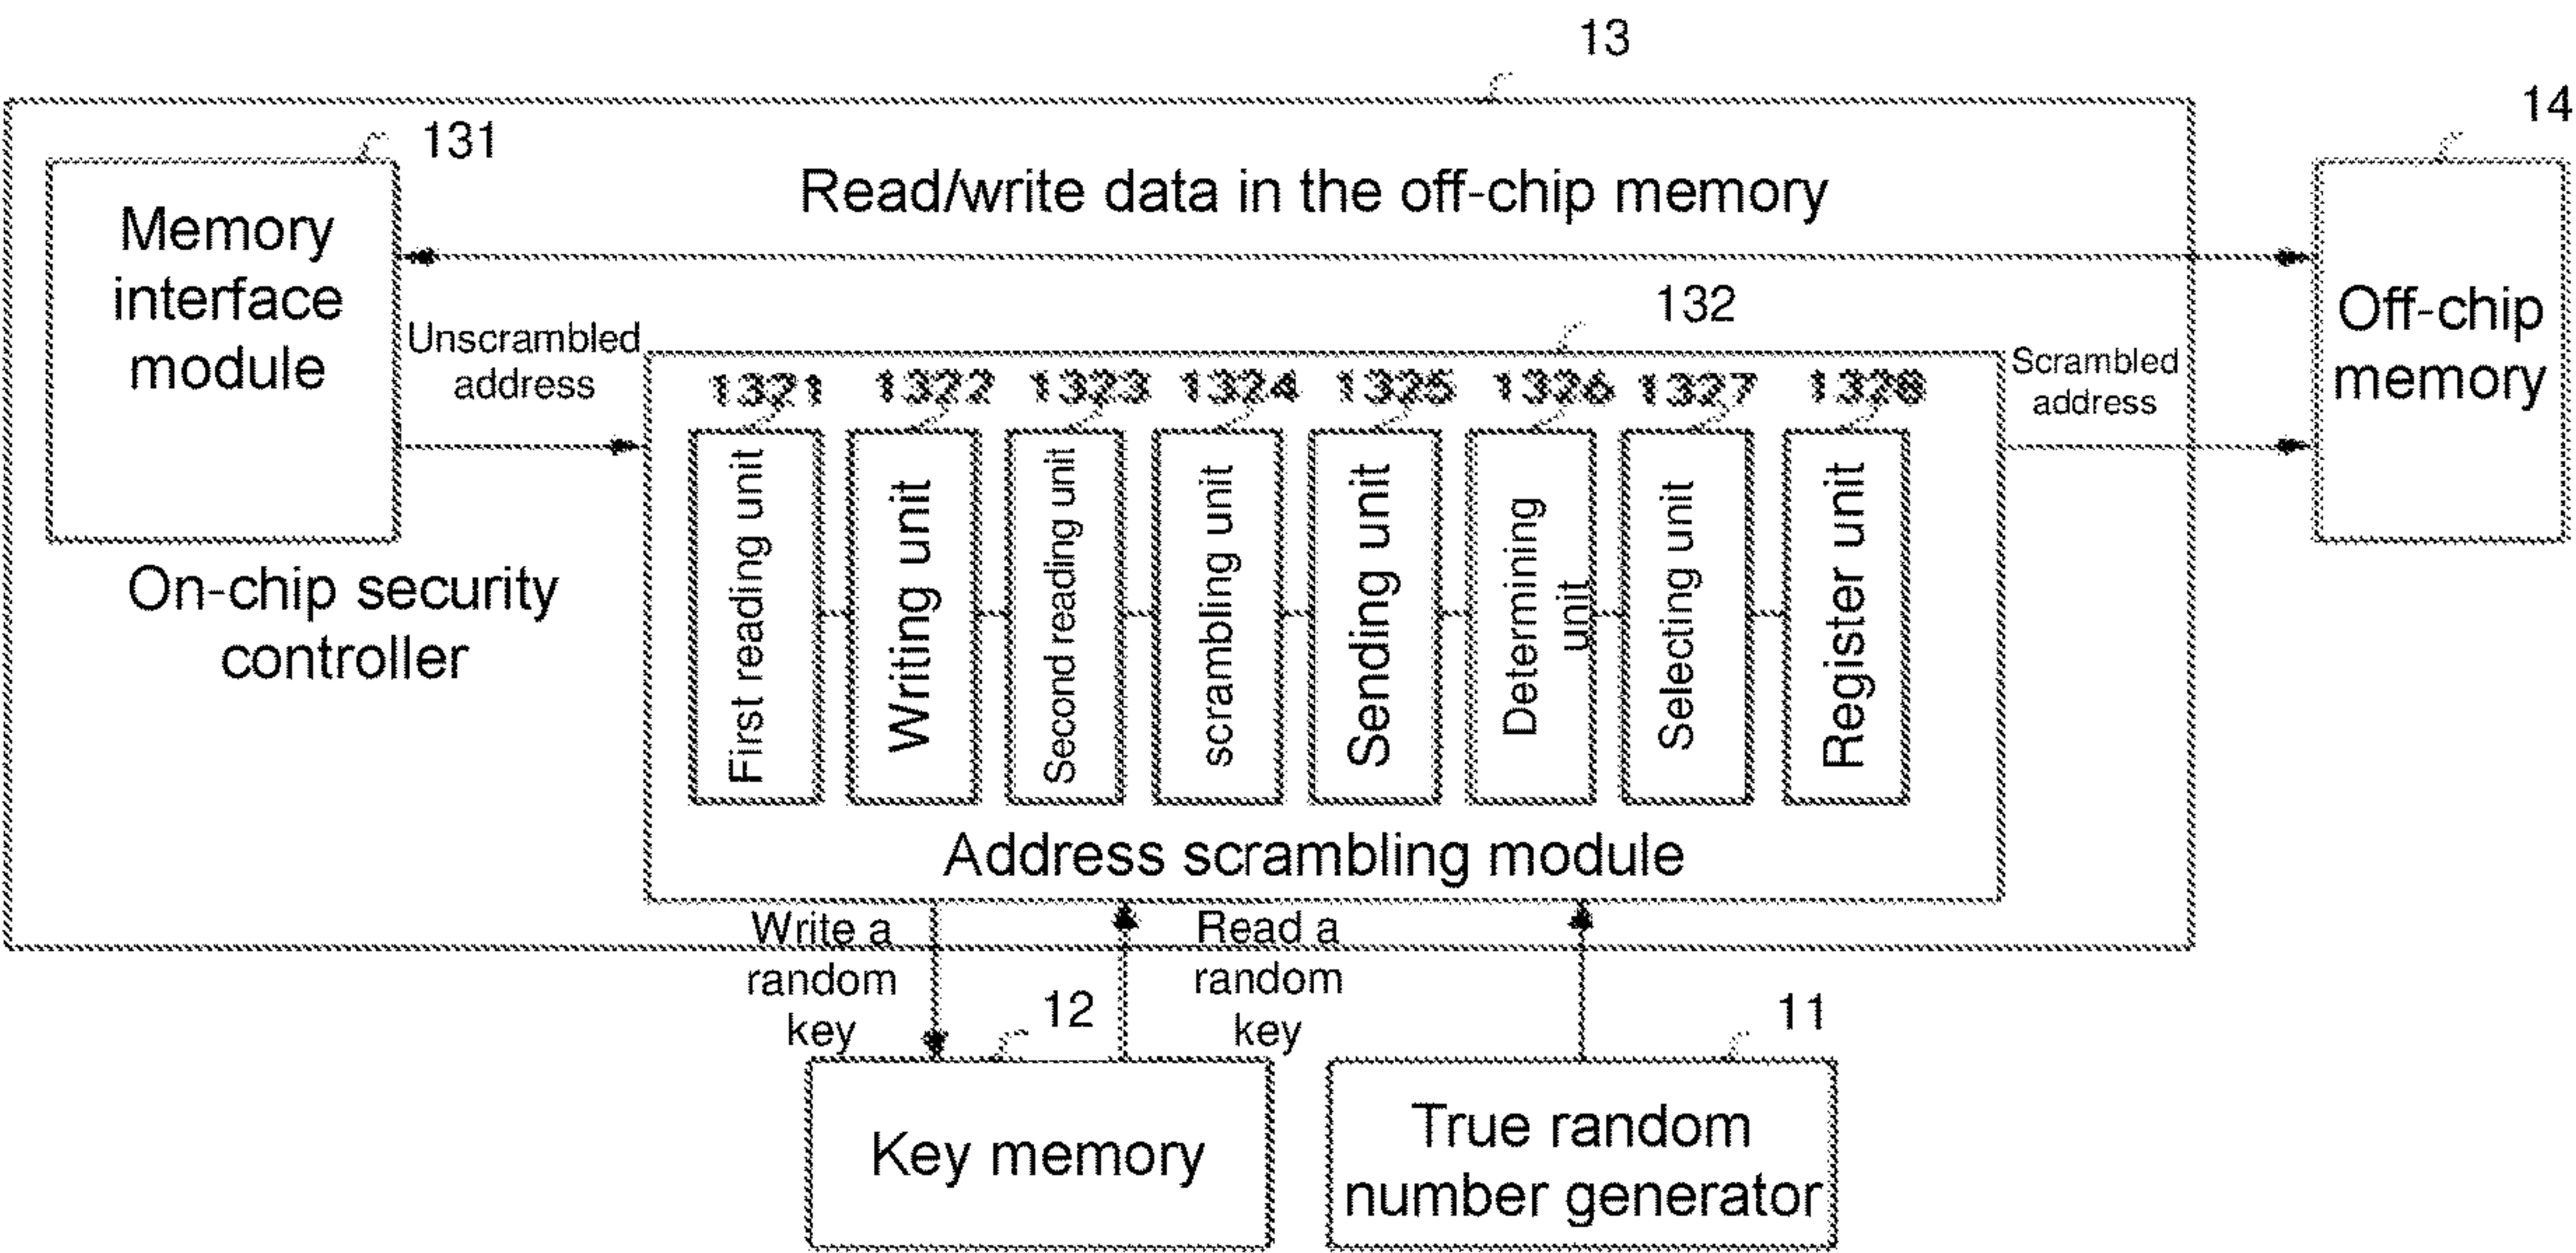 13
14
131
Read/write data in the off-chip memory
Memory
interface
module
132
Off-chip
memory
Unscrambled
address
Scrambled
address
1321
1322
1323
1324
1325
1326
1327
1328
First reading unit
Writing unit
Second reading unit
scrambling unit
Sending unit
Determining
unit
Selecting unit
Register unit
On-chip security
controller
Address scrambling module
Write a
random
key
Read a
random
key
12
11
Key memory
True random
number generator